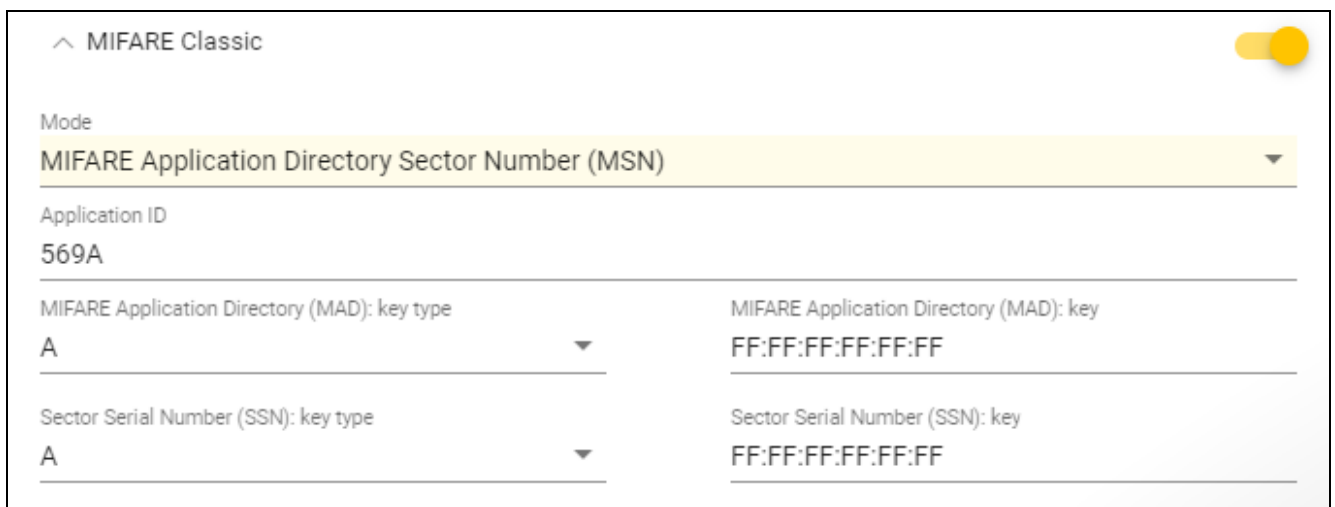 MIFARE Classic
Mode
MIFARE Application Directory Sector Number (MSN)
Application ID
569A
MIFARE Application Directory (MAD): key type
MIFARE Application Directory (MAD): key
A
FF:FF:FF:FF:FF:FF
Sector Serial Number (SSN): key type
Sector Serial Number (SSN): key
A
FF:FF:FF:FF:FF:FF